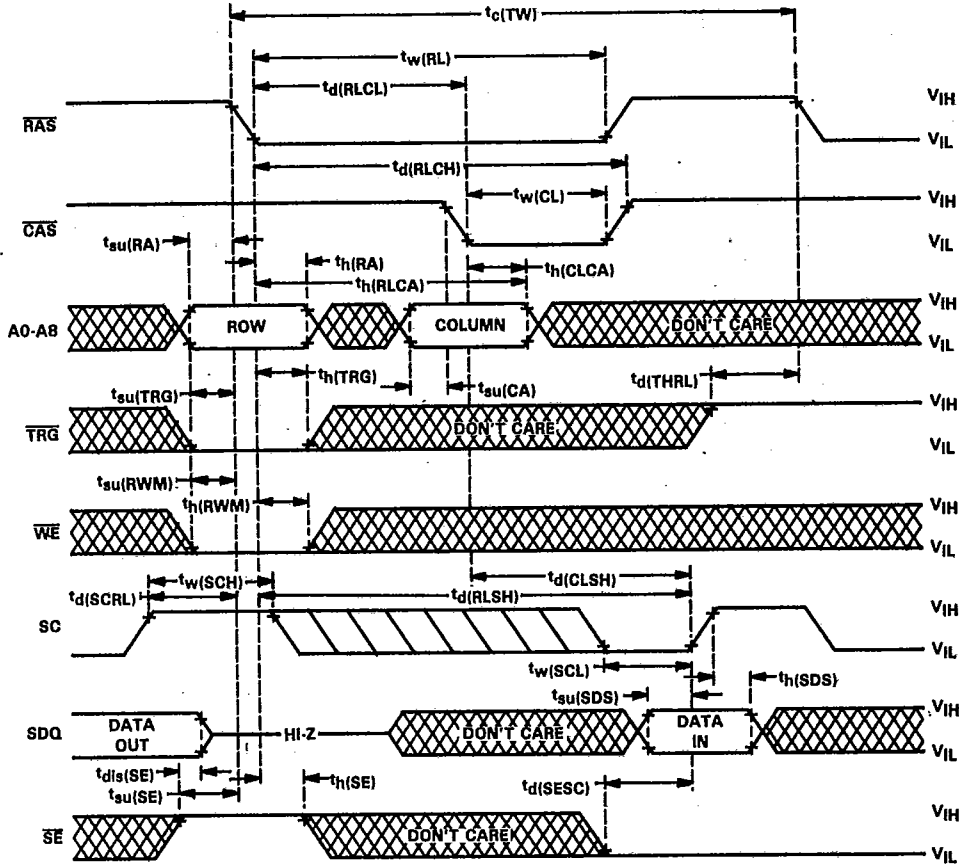 tc(TW)
tw(RL)
td(RLCL)
VIH
RAS
VIL
td(RLCH)
tw(CL)
VIH
CAS
VIL
tsu(RA)
th(RA)
th(CLCA)
th(RLCA)
VIH
A0-A8
ROW
COLUMN
DON'T CARE
VIL
th(TRG)
td(THRL)
tsu(TRG)
tsu(CA)
VIH
TRG
DON'T CARE
VIL
tsu(RWM)
th(RWM)
VIH
WE
VIL
tw(SCH)
td(CLSH)
td(SCRL)
td(RLSH)
VIH
SC
VIL
tw(SCL)
th(SDS)
tsu(SDS)
VIH
SDQ
DATA OUT
HI-Z
DON'T CARE
DATA IN
VIL
tdis(SE)
th(SE)
td(SESC)
tsu(SE)
VIH
SE
DON'T CARE
VIL